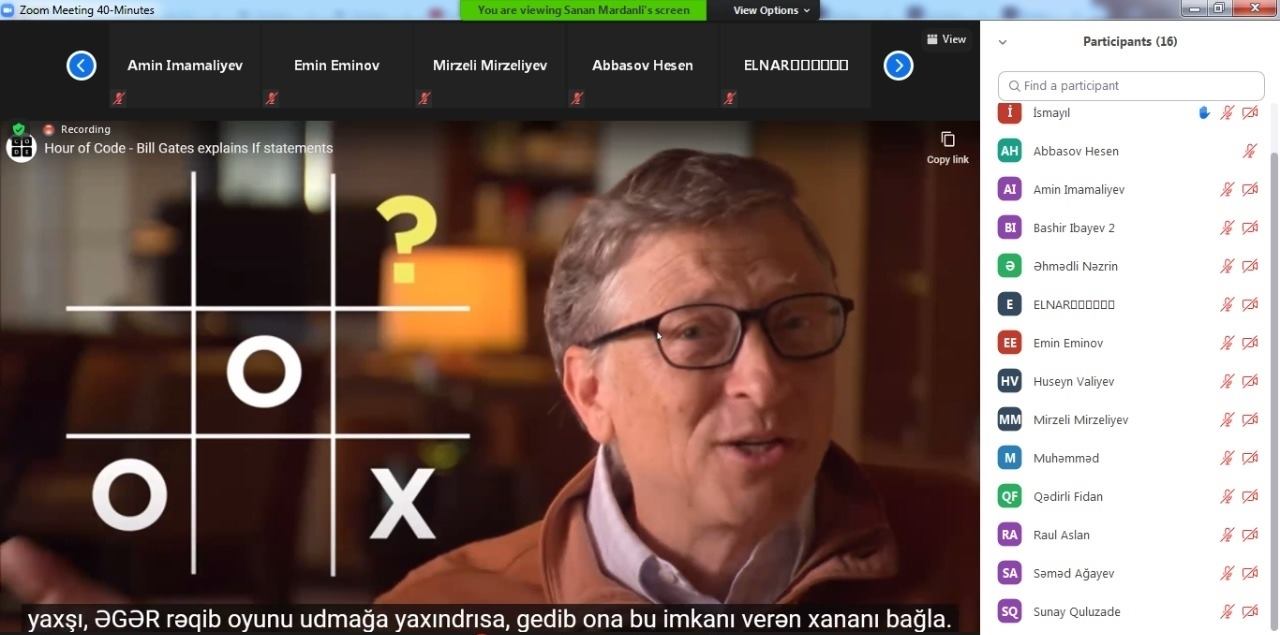 Zoom Meeting 40-Minutes
You are viewing Sanan Mardanli's screen
View Options
Amin Imamaliyev
Emin Eminov
Mirzeli Mirzeliyev
Abbasov Hesen
ELNAR▯▯▯▯▯▯
View
Recording
Hour of Code - Bill Gates explains If statements
Copy link
?
O
O X
yaxşı, ƏGƏR rəqib oyunu udmağa yaxındrısa, gedib ona bu imkanı verən xananı bağla.
Participants (16)
Find a participant
İ İsmayıl
AH Abbasov Hesen
AI Amin Imamaliyev
BI Bashir Ibayev 2
Ə Əhmədli Nəzrin
E ELNAR▯▯▯▯▯▯
EE Emin Eminov
HV Huseyn Valiyev
MM Mirzeli Mirzeliyev
M Muhəmməd
QF Qədirli Fidan
RA Raul Aslan
SA Səməd Ağayev
SQ Sunay Quluzade